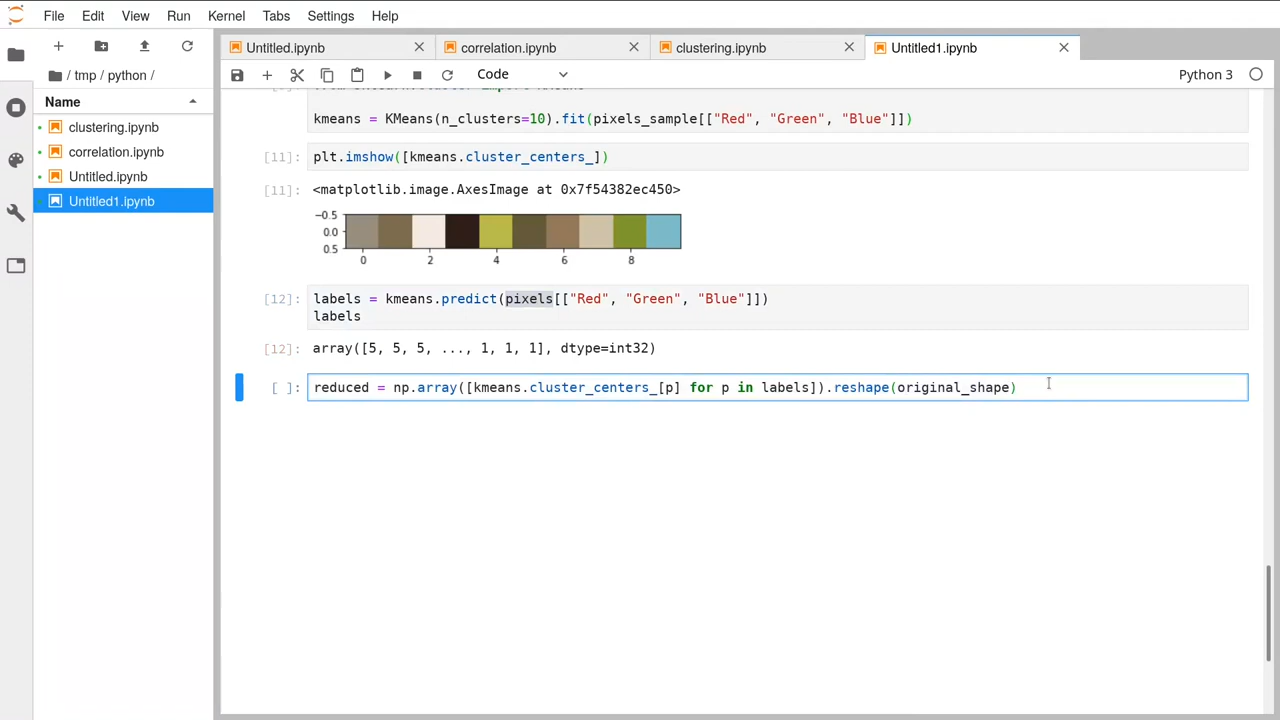 File Edit View Run Kernel Tabs Settings Help
Untitled.ipynb correlation.ipynb clustering.ipynb Untitled1.ipynb
/ tmp / python /
Code
Python 3
Name
clustering.ipynb
correlation.ipynb
Untitled.ipynb
Untitled1.ipynb
kmeans = KMeans(n_clusters=10).fit(pixels_sample[["Red", "Green", "Blue"]])
[11]: plt.imshow([kmeans.cluster_centers_])
[11]: <matplotlib.image.AxesImage at 0x7f54382ec450>
−0.5
0.0
0.5
0 2 4 6 8
[12]: labels = kmeans.predict(pixels[["Red", "Green", "Blue"]])
labels
[12]: array([5, 5, 5, ..., 1, 1, 1], dtype=int32)
[ ]: reduced = np.array([kmeans.cluster_centers_[p] for p in labels]).reshape(original_shape)